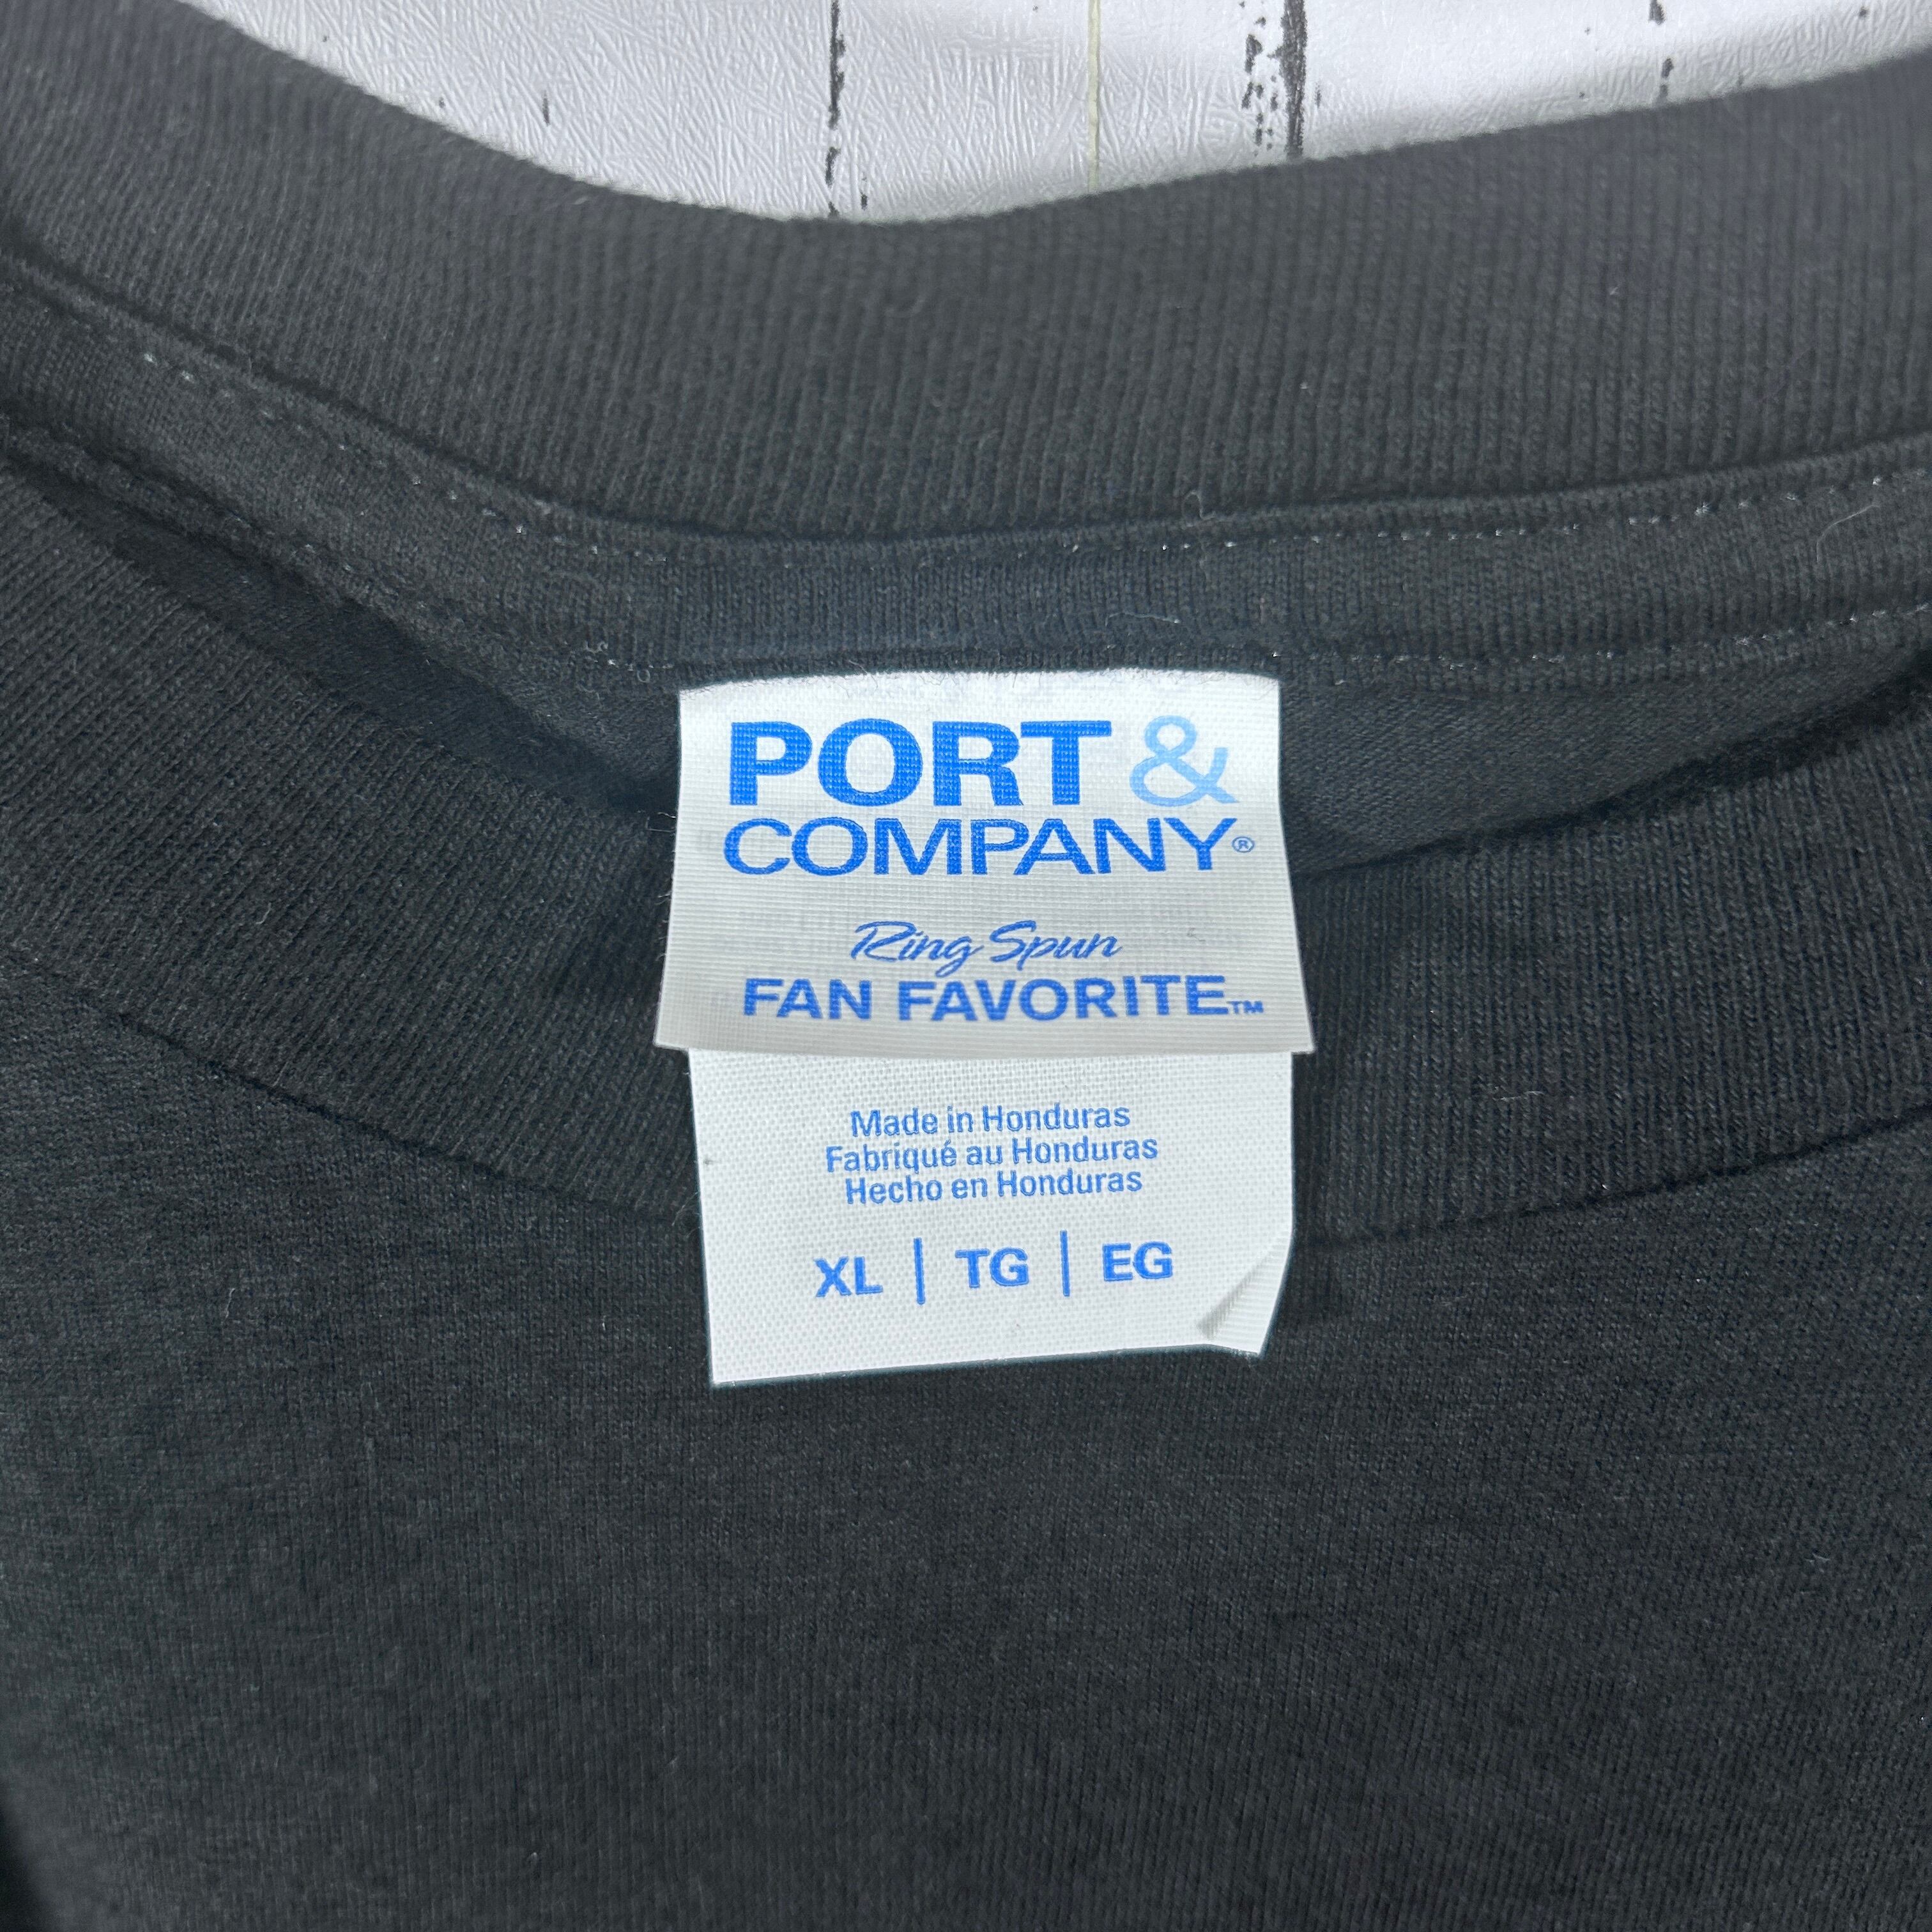 PORT &
COMPANY®
Ring Spun
FAN FAVORITE™
Made in Honduras
Fabriqué au Honduras
Hecho en Honduras
XL | TG | EG